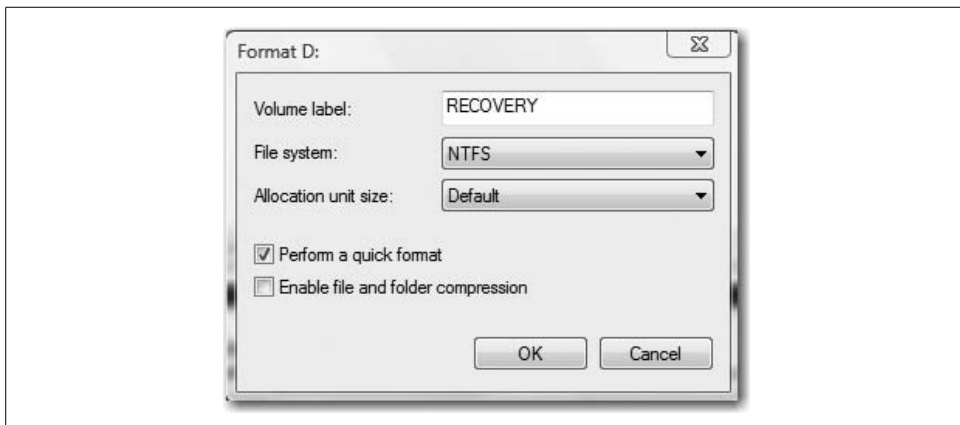 Format D:
Volume label: RECOVERY
File system: NTFS
Allocation unit size: Default
Perform a quick format
Enable file and folder compression
OK Cancel